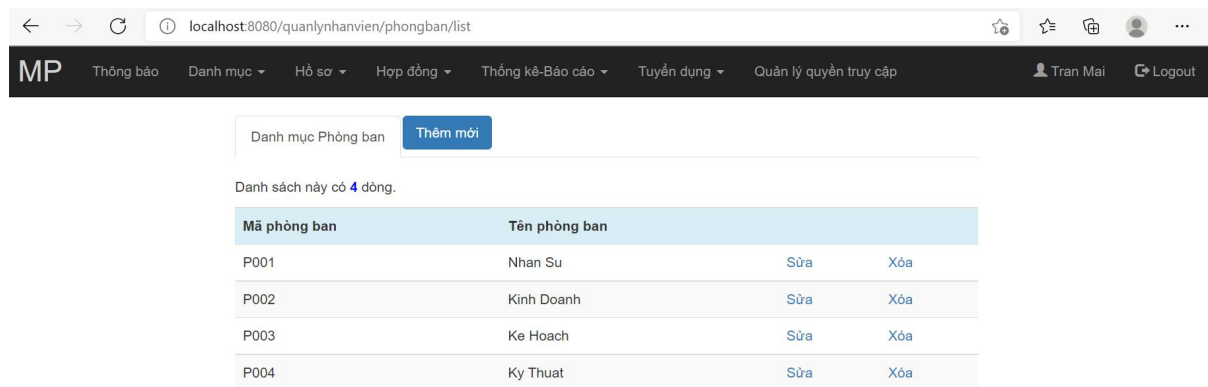 localhost:8080/quanlynhanvien/phongban/list
MP Thông báo Danh mục Hồ sơ Hợp đồng Thống kê-Báo cáo Tuyển dụng Quản lý quyền truy cập Tran Mai Logout
Danh mục Phòng ban Thêm mới
Danh sách này có 4 dòng.
Mã phòng ban Tên phòng ban
P001 Nhan Su Sửa Xóa
P002 Kinh Doanh Sửa Xóa
P003 Ke Hoach Sửa Xóa
P004 Ky Thuat Sửa Xóa